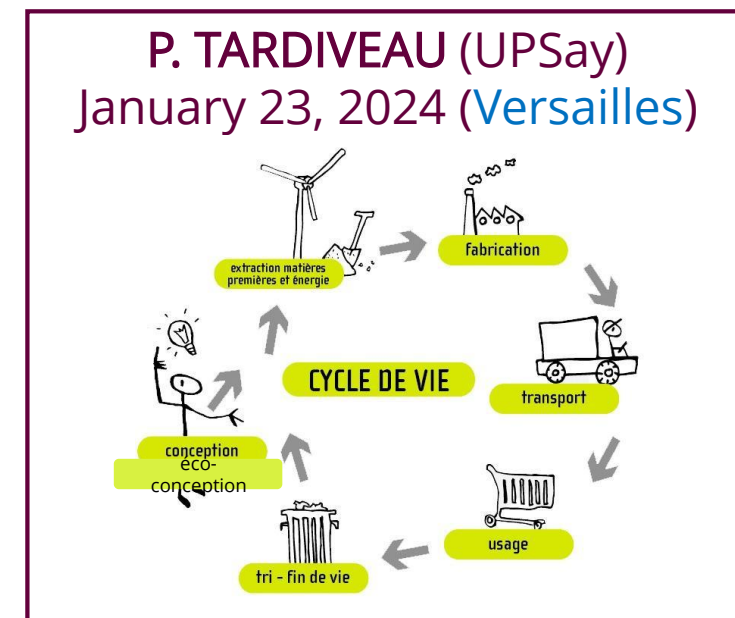 P. TARDIVEAU (UPSay)
January 23, 2024 (Versailles)
extraction matières
premières et énergie
fabrication
CYCLE DE VIE
transport
conception
éco-
conception
usage
tri - fin de vie